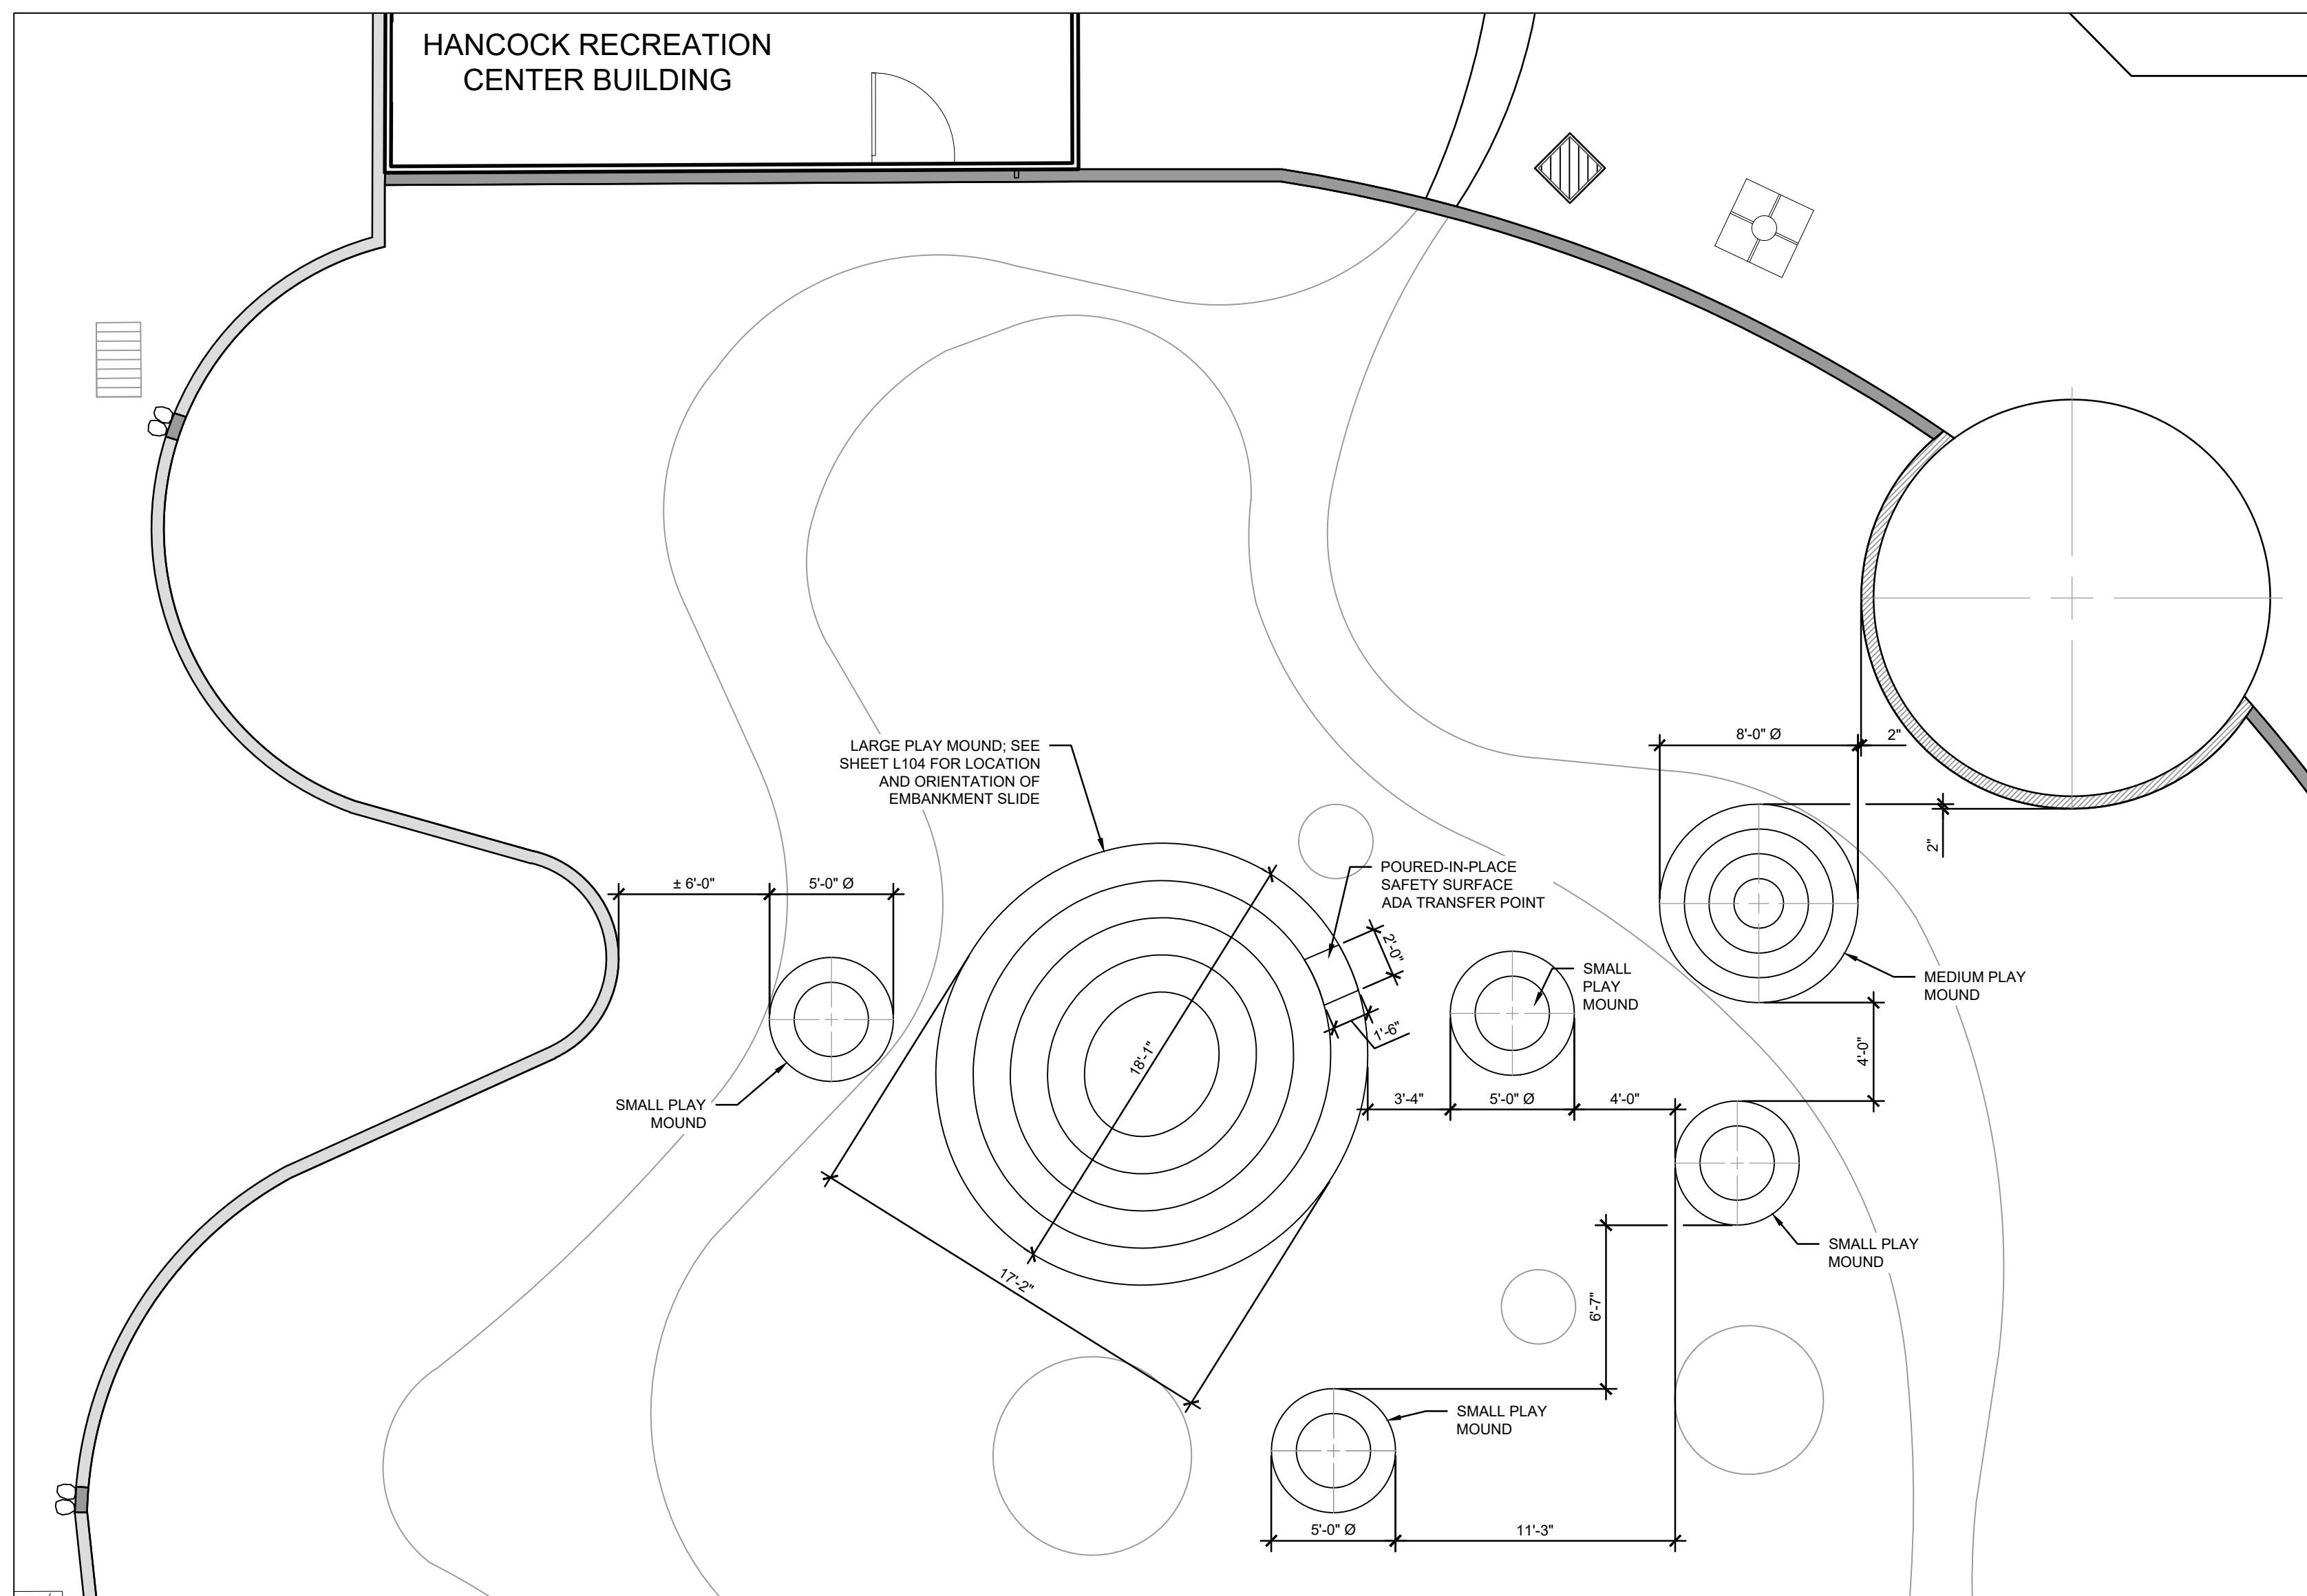 HANCOCK RECREATION
CENTER BUILDING
8'-0" Ø
2"
LARGE PLAY MOUND; SEE
SHEET L104 FOR LOCATION
AND ORIENTATION OF
EMBANKMENT SLIDE
2"
POURED-IN-PLACE
SAFETY SURFACE
ADA TRANSFER POINT
± 6'-0"
5'-0" Ø
2'-0"
SMALL
PLAY
MOUND
MEDIUM PLAY
MOUND
1'-6"
18'-1"
4'-0"
SMALL PLAY
MOUND
3'-4"
5'-0" Ø
4'-0"
SMALL PLAY
MOUND
17'-2"
6'-7"
SMALL PLAY
MOUND
5'-0" Ø
11'-3"